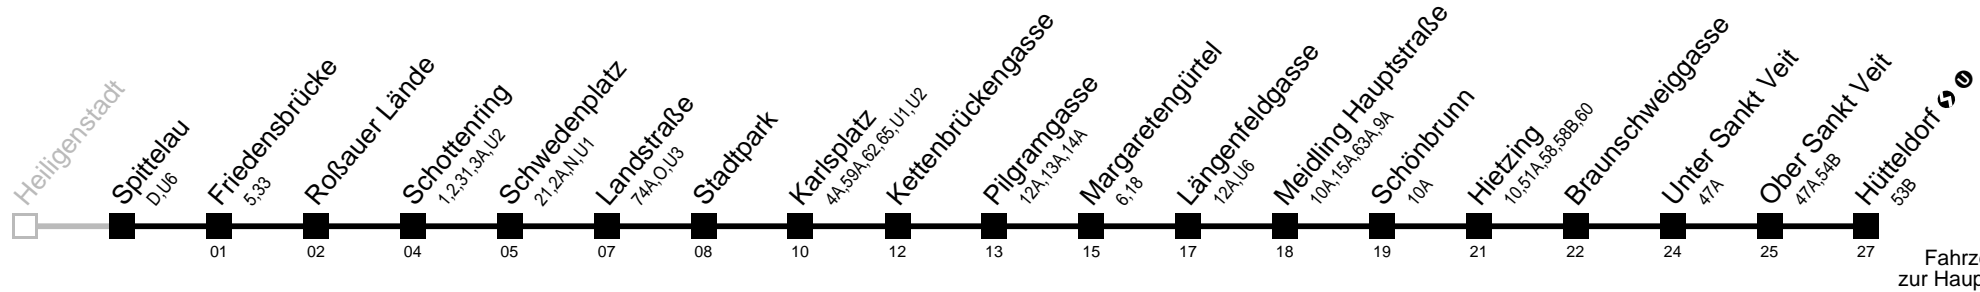 Heiligenstadt
Spittelau
D,U6
Friedensbrücke
5,33
Roßauer Lände
Schottenring
1,2,31,3A,U2
Schwedenplatz
21,2A,N,U1
Landstraße
74A,O,U3
Stadtpark
Karlsplatz
4A,59A,62,65,U1,U2
Kettenbrückengasse
Pilgramgasse
12A,13A,14A
Margaretengürtel
6,18
Längenfeldgasse
12A,U6
Meidling Hauptstraße
10A,15A,63A,9A
Schönbrunn
10A
Hietzing
10,51A,58,58B,60
Braunschweiggasse
Unter Sankt Veit
47A
Ober Sankt Veit
47A,54B
Hütteldorf S U
53B
01 02 04 05 07 08 10 12 13 15 17 18 19 21 22 24 25 27
Fahrz
zur Haup